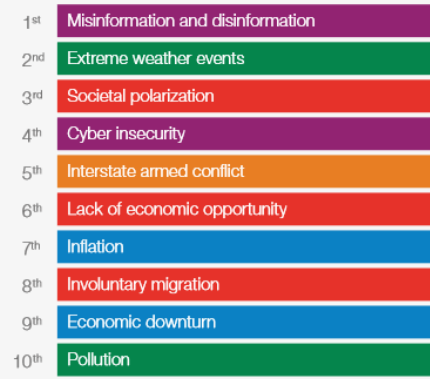 1st Misinformation and disinformation
2nd Extreme weather events
3rd Societal polarization
4th Cyber insecurity
5th Interstate armed conflict
6th Lack of economic opportunity
7th Inflation
8th Involuntary migration
9th Economic downturn
10th Pollution